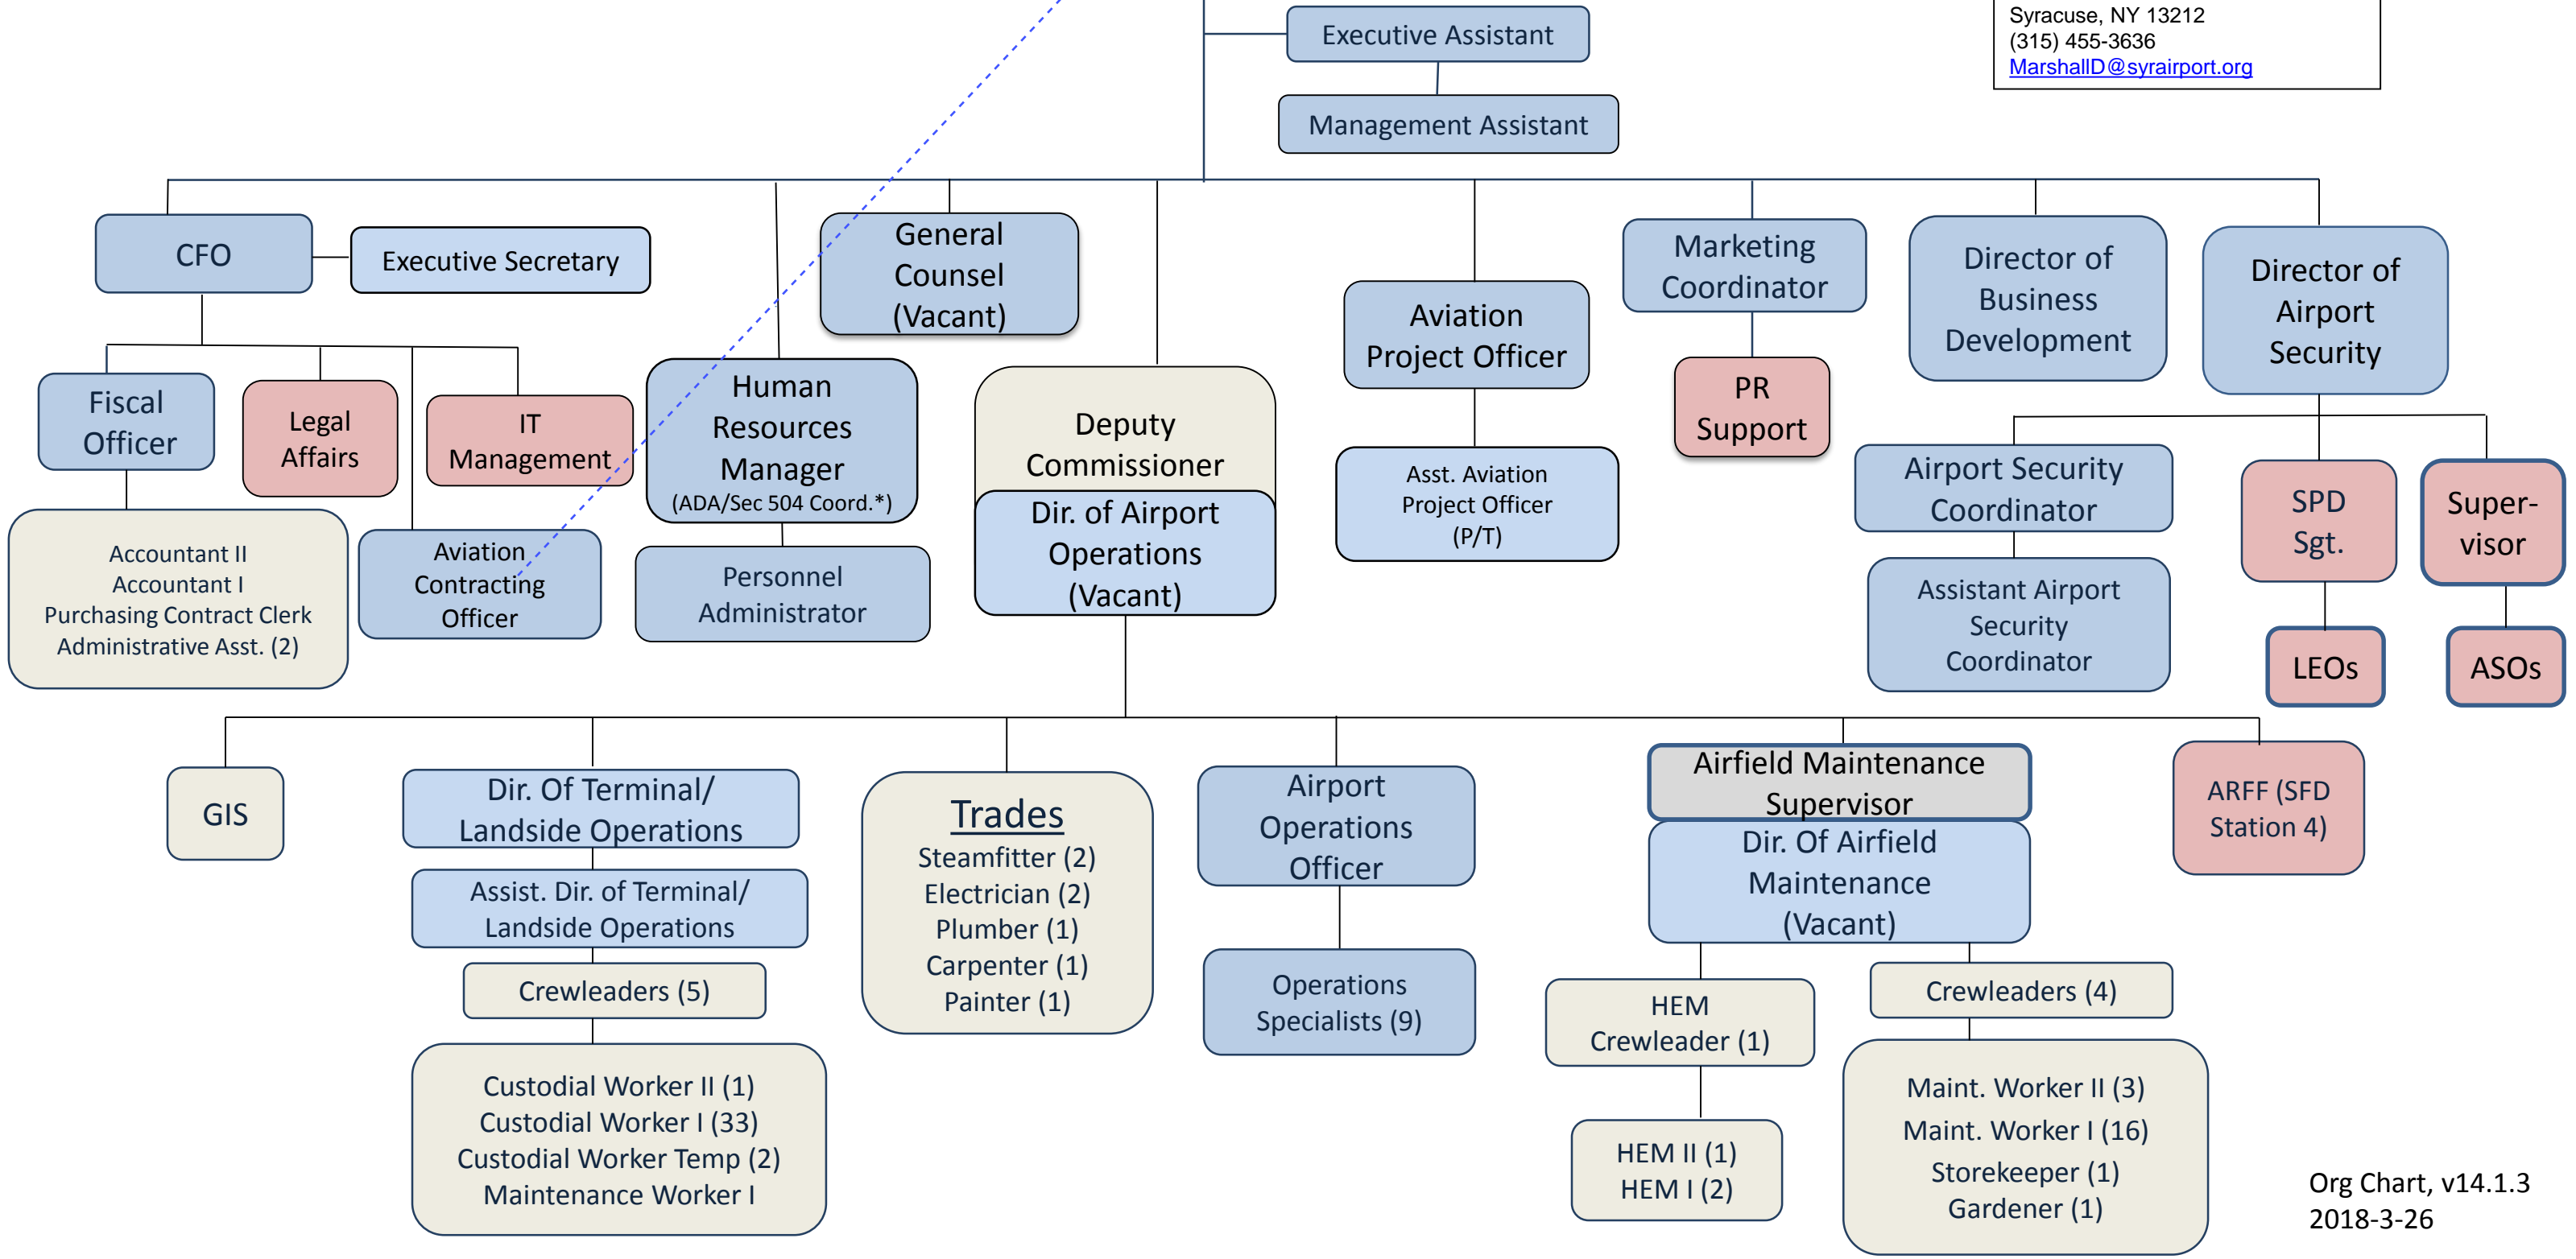 Executive Assistant
Management Assistant
Syracuse, NY 13212
(315) 455-3636
MarshallD@syrairport.org
CFO
Executive Secretary
General
Counsel
(Vacant)
Marketing
Coordinator
Director of
Business
Development
Director of
Airport
Security
Aviation
Project Officer
Fiscal
Officer
Legal
Affairs
IT
Management
Human
Resources
Manager
(ADA/Sec 504 Coord.*)
Deputy
Commissioner
Dir. of Airport
Operations
(Vacant)
Asst. Aviation
Project Officer
(P/T)
PR
Support
Airport Security
Coordinator
SPD
Sgt.
Super-
visor
Accountant II
Accountant I
Purchasing Contract Clerk
Administrative Asst. (2)
Aviation
Contracting
Officer
Personnel
Administrator
Assistant Airport
Security
Coordinator
LEOs
ASOs
GIS
Dir. Of Terminal/
Landside Operations
Assist. Dir. of Terminal/
Landside Operations
Crewleaders (5)
Custodial Worker II (1)
Custodial Worker I (33)
Custodial Worker Temp (2)
Maintenance Worker I
Trades
Steamfitter (2)
Electrician (2)
Plumber (1)
Carpenter (1)
Painter (1)
Airport
Operations
Officer
Operations
Specialists (9)
Airfield Maintenance
Supervisor
Dir. Of Airfield
Maintenance
(Vacant)
HEM
Crewleader (1)
HEM II (1)
HEM I (2)
Crewleaders (4)
Maint. Worker II (3)
Maint. Worker I (16)
Storekeeper (1)
Gardener (1)
ARFF (SFD
Station 4)
Org Chart, v14.1.3
2018-3-26